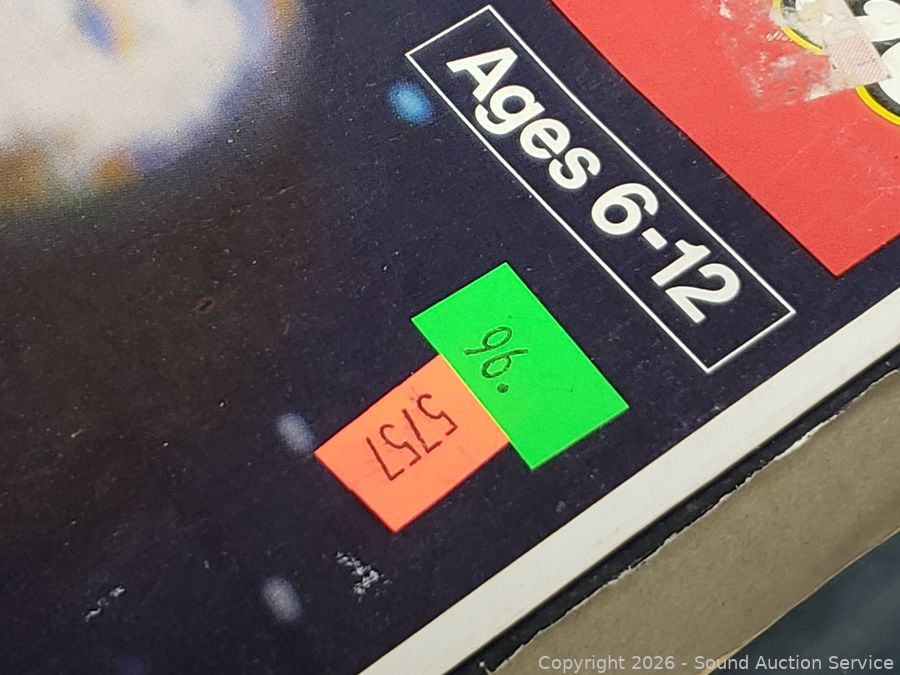 Ages 6-12
96.
5757
Copyright 2026 - Sound Auction Service